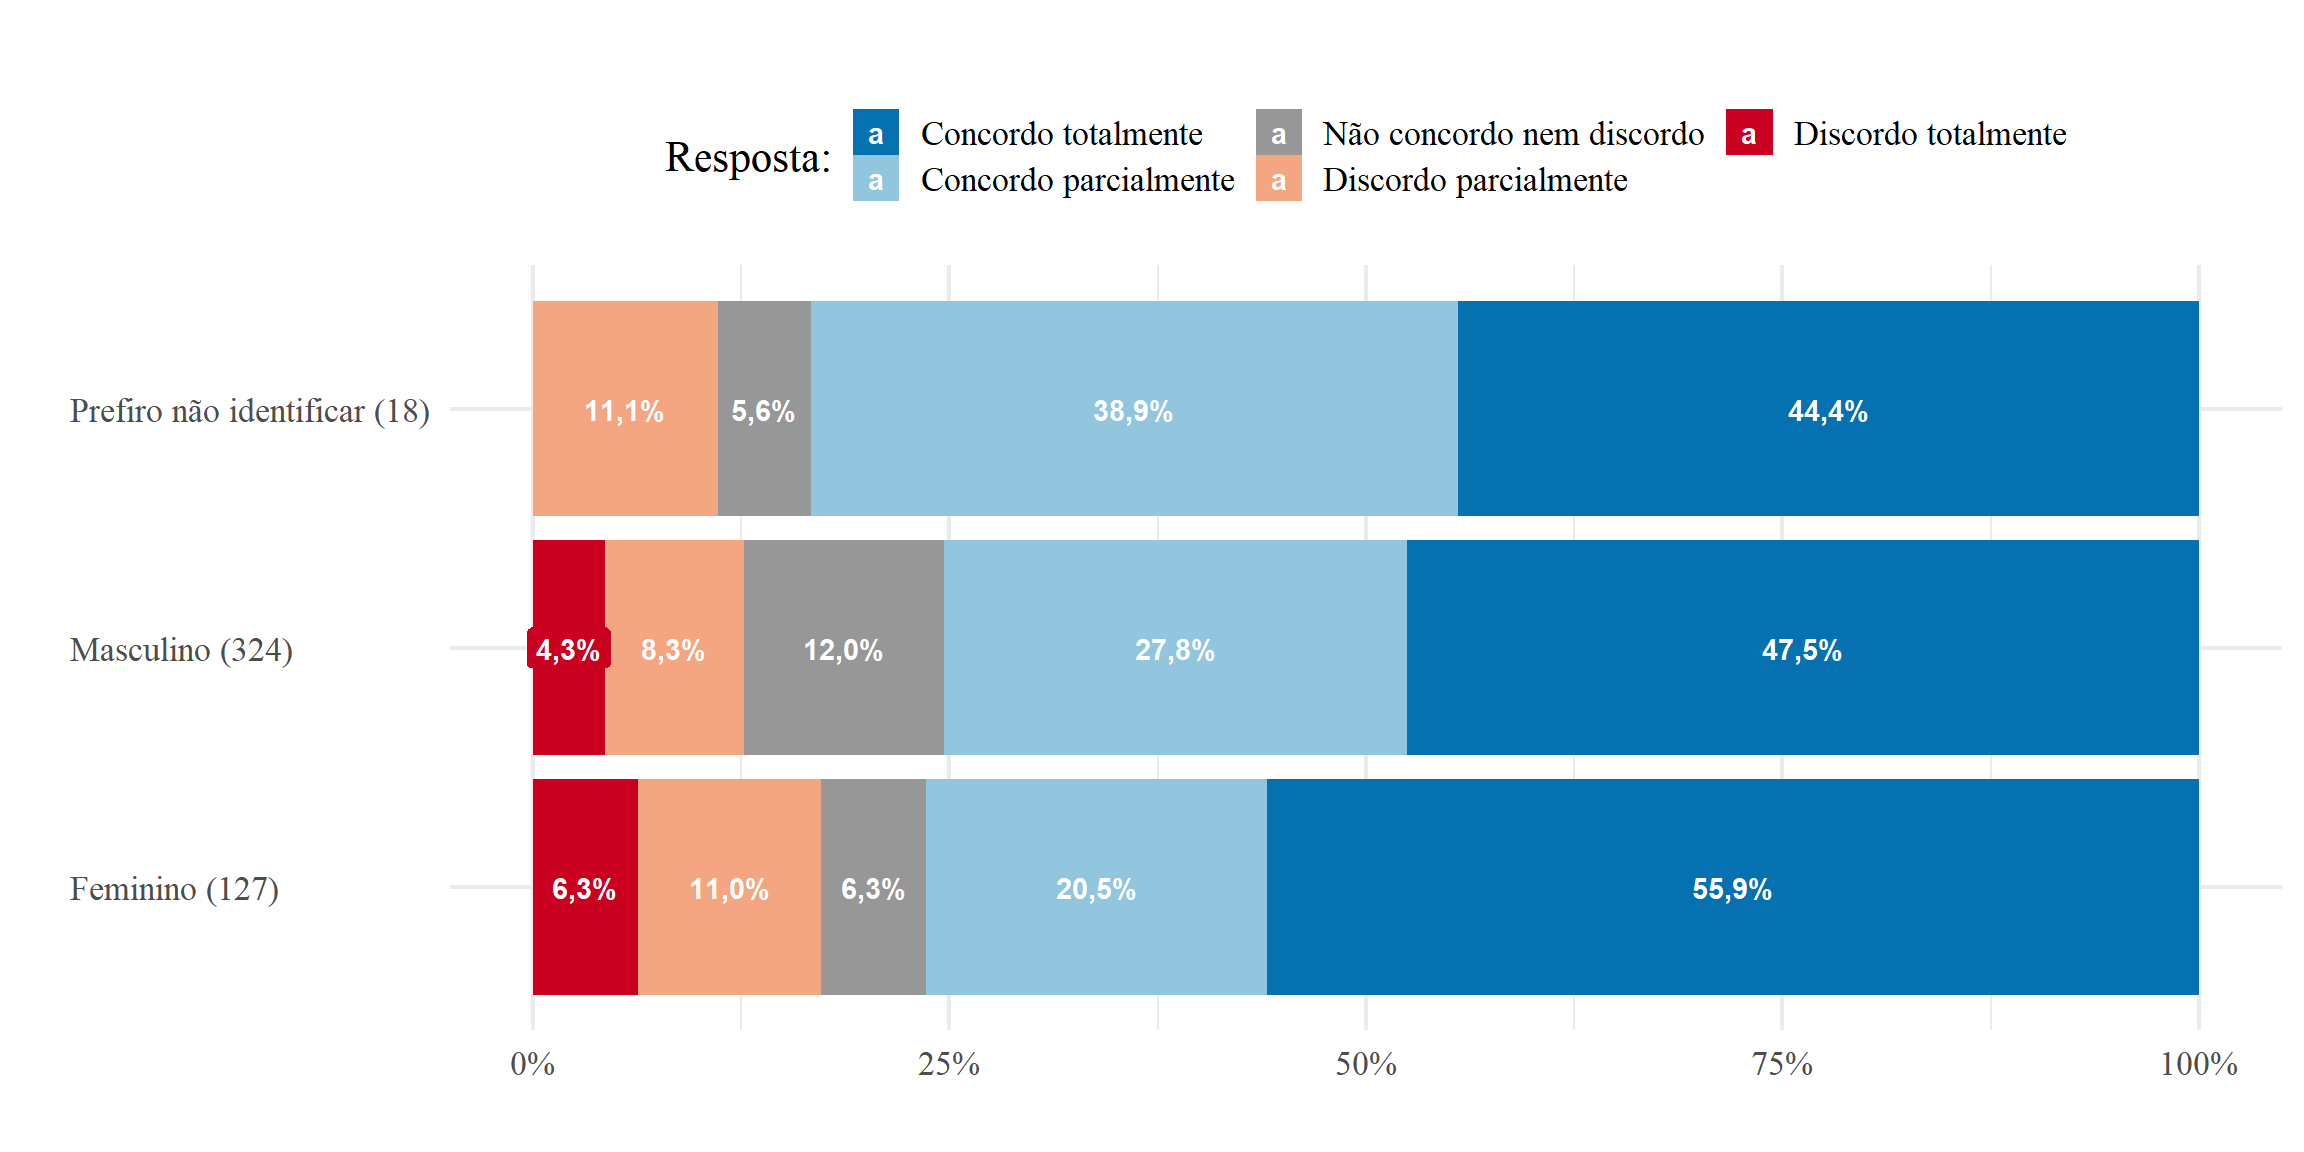 Resposta:
a Concordo totalmente
a Concordo parcialmente
a Não concordo nem discordo
a Discordo parcialmente
a Discordo totalmente
Prefiro não identificar (18)
11,1% 5,6% 38,9% 44,4%
Masculino (324)
4,3% 8,3% 12,0% 27,8% 47,5%
Feminino (127)
6,3% 11,0% 6,3% 20,5% 55,9%
0% 25% 50% 75% 100%